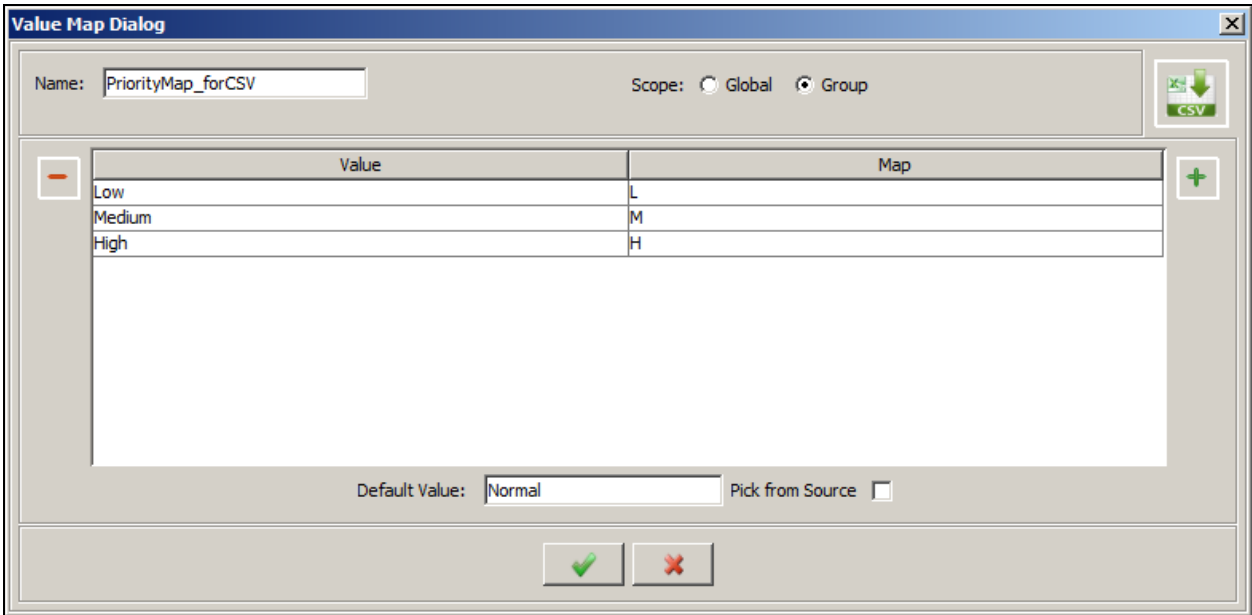 Value Map Dialog
Name: PriorityMap_forCSV Scope: Global Group
CSV
Value Map
Low L
Medium M
High H
Default Value: Normal Pick from Source